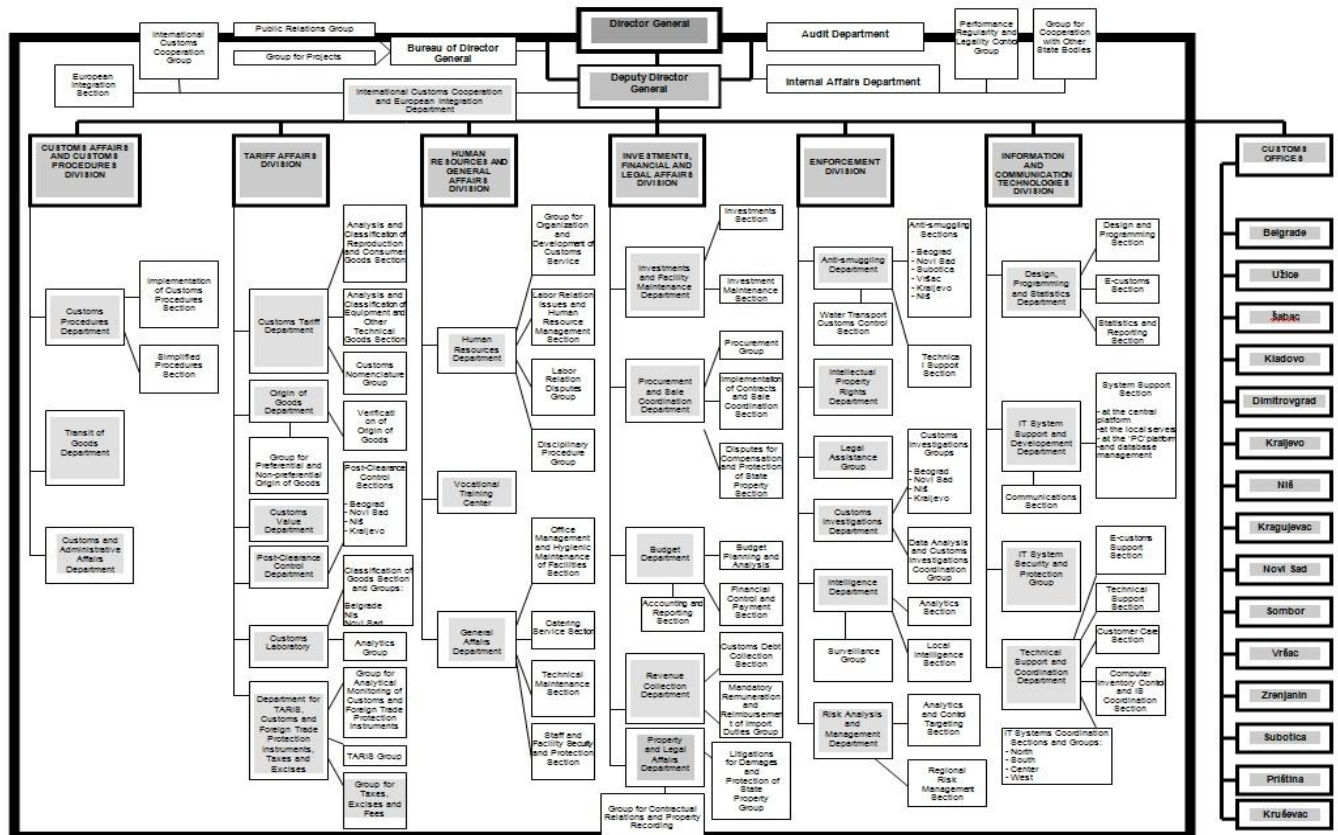 Director General
Deputy Director
General
Public Relations Group
Group for Projects
Bureau of Director
General
International
Customs
Cooperation
Group
European
Integration
Section
International Customs Cooperation
and European Integration
Department
Audit Department
Internal Affairs Department
Performance
Regularity and
Legality Control
Group
Group for
Cooperation
with Other
State Bodies
CUSTOMS AFFAIRS
AND CUSTOMS
PROCEDURES
DIVISION
TARIFF AFFAIRS
DIVISION
HUMAN
RESOURCES AND
GENERAL
AFFAIRS
DIVISION
INVESTMENTS,
FINANCIAL AND
LEGAL AFFAIRS
DIVISION
ENFORCEMENT
DIVISION
INFORMATION
AND
COMMUNICATION
TECHNOLOGIES
DIVISION
CUSTOMS
OFFICES
Customs
Procedures
Department
Implementation
of Customs
Procedures
Section
Simplified
Procedures
Section
Transit of
Goods
Department
Customs and
Administrative
Affairs
Department
Customs Tariff
Department
Analysis and
Classification of
Reproduction
and Consumer
Goods Section
Analysis and
Classification of
Equipment and
Other
Technical
Goods Section
Customs
Nomenclature
Group
Origin of
Goods
Department
Verificati
on of
Origin of
Goods
Group for
Preferential and
Non-preferential
Origin of Goods
Customs
Value
Department
Post-Clearance
Control
Department
Post-Clearance
Control
Sections
- Beograd
- Novi Sad
- Niš
- Kraljevo
Customs
Laboratory
Classification of
Goods Section
and Groups:
Belgrade
Nis
Novi Sad
Analytics
Group
Department for
TARIS,
Customs and
Foreign Trade
Protection
Instruments,
Taxes and
Excises
Group for
Analytical
Monitoring of
Customs and
Foreign Trade
Protection
Instruments
TARIS Group
Group for
Taxes,
Excises and
Fees
Human
Resources
Department
Group for
Organization
and
Development of
Customs
Service
Labor Relation
Issues and
Human
Resource
Management
Section
Labor
Relation
Disputes
Group
Disciplinary
Procedure
Group
Vocational
Training
Center
General
Affairs
Department
Office
Management
and Hygienic
Maintenance
of Facilities
Section
Catering
Service Section
Technical
Maintenance
Section
Staff and
Facility Security
and Protection
Section
Investments
and Facility
Maintenance
Department
Investments
Section
Investment
Maintenance
Section
Procurement
and Sale
Coordination
Department
Procurement
Group
Implementation
of Contracts
and Sale
Coordination
Section
Disputes for
Compensation
and Protection
of State
Property Section
Budget
Department
Budget
Planning and
Analysis
Financial
Control and
Payment
Section
Accounting and
Reporting
Section
Revenue
Collection
Department
Customs Debt
Collection
Section
Mandatory
Remuneration
and
Reimbursemen
t of Import
Duties Group
Property
and Legal
Affairs
Department
Litigations
for Damages
and
Protection of
State
Property
Group
Group for Contractual
Relations and Property
Recording
Anti-smuggling
Department
Anti-smuggling
Sections
- Beograd
- Novi Sad
- Subotica
- Vršac
- Kraljevo
- Niš
Water Transport
Customs Control
Section
Technica
l Support
Section
Intellectual
Property
Rights
Department
Legal
Assistance
Group
Customs
Investigations
Department
Customs
Investigations
Groups
- Beograd
- Novi Sad
- Niš
- Kraljevo
Data Analysis
and Customs
Investigations
Coordination
Group
Intelligence
Department
Analytics
Section
Surveillance
Group
Local
Intelligence
Section
Risk Analysis
and
Management
Department
Analytics
and Control
Targeting
Section
Regional
Risk
Management
Section
Design,
Programming
and Statistics
Department
Design and
Programming
Section
E-customs
Section
Statistics and
Reporting
Section
IT System
Support and
Developement
Department
System Support
Section
- at the central
platform
- at the local servers
- at the 'PC' platform
- and database
management
Communications
Section
IT System
Security and
Protection
Group
Technical
Support and
Coordination
Department
E-customs
Support
Section
Technical
Support
Section
Customer Care
Section
Computer
Inventory Control
and IS
Coordination
Section
IT Systems Coordination
Sections and Groups:
- North
- South
- Center
- West
Belgrade
Užice
Šabac
Kladovo
Dimitrovgrad
Kraljevo
Niš
Kragujevac
Novi Sad
Sombor
Vršac
Zrenjanin
Subotica
Priština
Kruševac